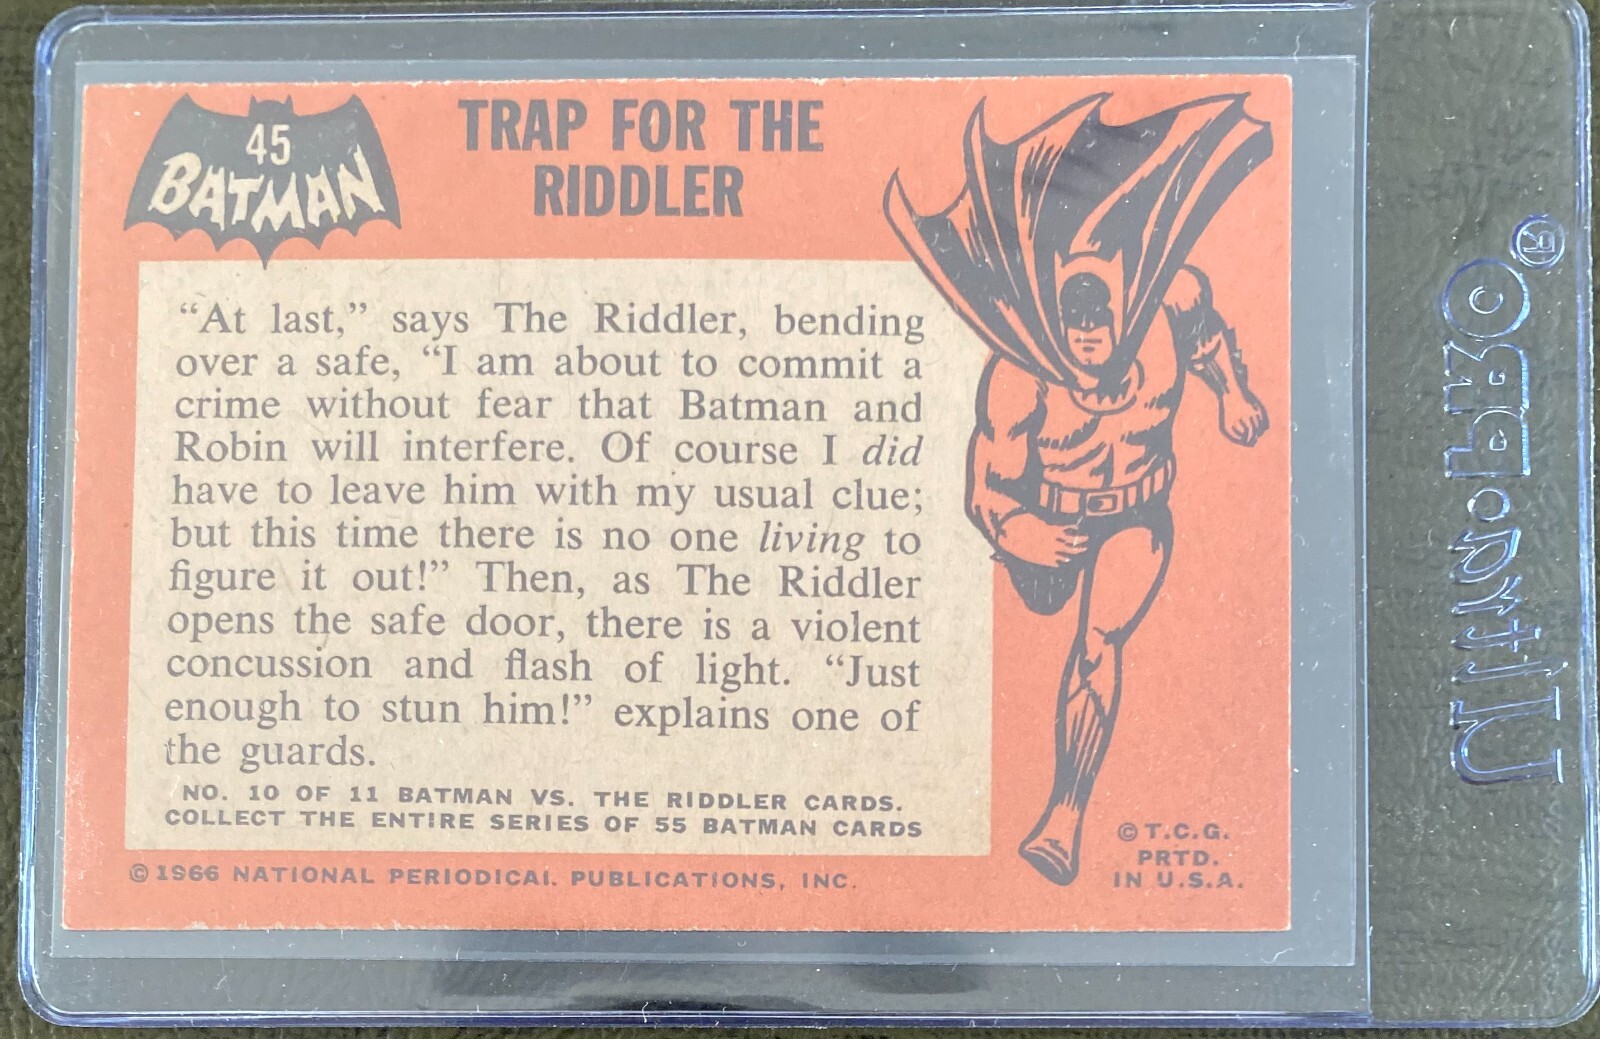 45
BATMAN
TRAP FOR THE
RIDDLER
“At last,” says The Riddler, bending
over a safe, “I am about to commit a
crime without fear that Batman and
Robin will interfere. Of course I did
have to leave him with my usual clue;
but this time there is no one living to
figure it out!” Then, as The Riddler
opens the safe door, there is a violent
concussion and flash of light. “Just
enough to stun him!” explains one of
the guards.
NO. 10 OF 11 BATMAN VS. THE RIDDLER CARDS.
COLLECT THE ENTIRE SERIES OF 55 BATMAN CARDS
© 1966 NATIONAL PERIODICAL PUBLICATIONS, INC.
© T.C.G.
PRTD.
IN U.S.A.